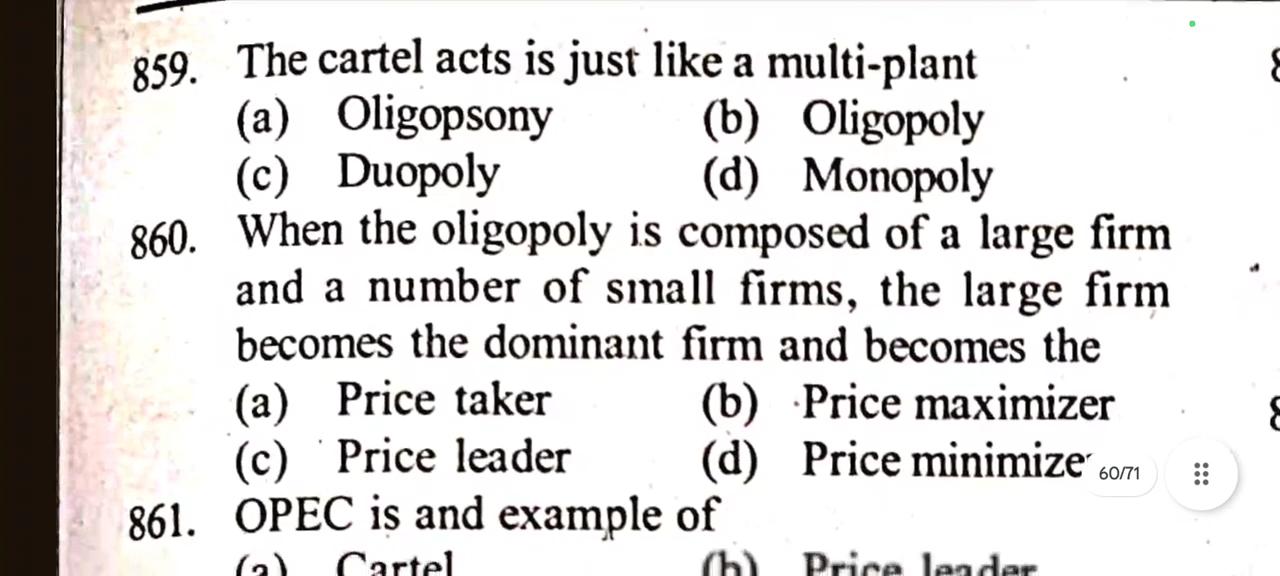 859. The cartel acts is just like a multi-plant
(a) Oligopsony (b) Oligopoly
(c) Duopoly (d) Monopoly
860. When the oligopoly is composed of a large firm
and a number of small firms, the large firm
becomes the dominant firm and becomes the
(a) Price taker (b) Price maximizer
(c) Price leader (d) Price minimize
60/71
861. OPEC is and example of
(a) Cartel (b) Price leader